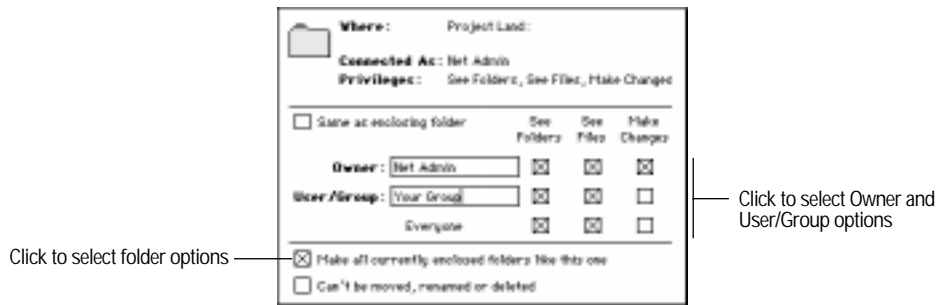 Where: Project Land:
Connected As: Net Admin
Privileges: See Folders, See Files, Make Changes
Same as enclosing folder
See Folders
See Files
Make Changes
Owner: Net Admin
User/Group: Your Group
Everyone
Click to select Owner and
User/Group options
Click to select folder options
Make all currently enclosed folders like this one
Can't be moved, renamed or deleted